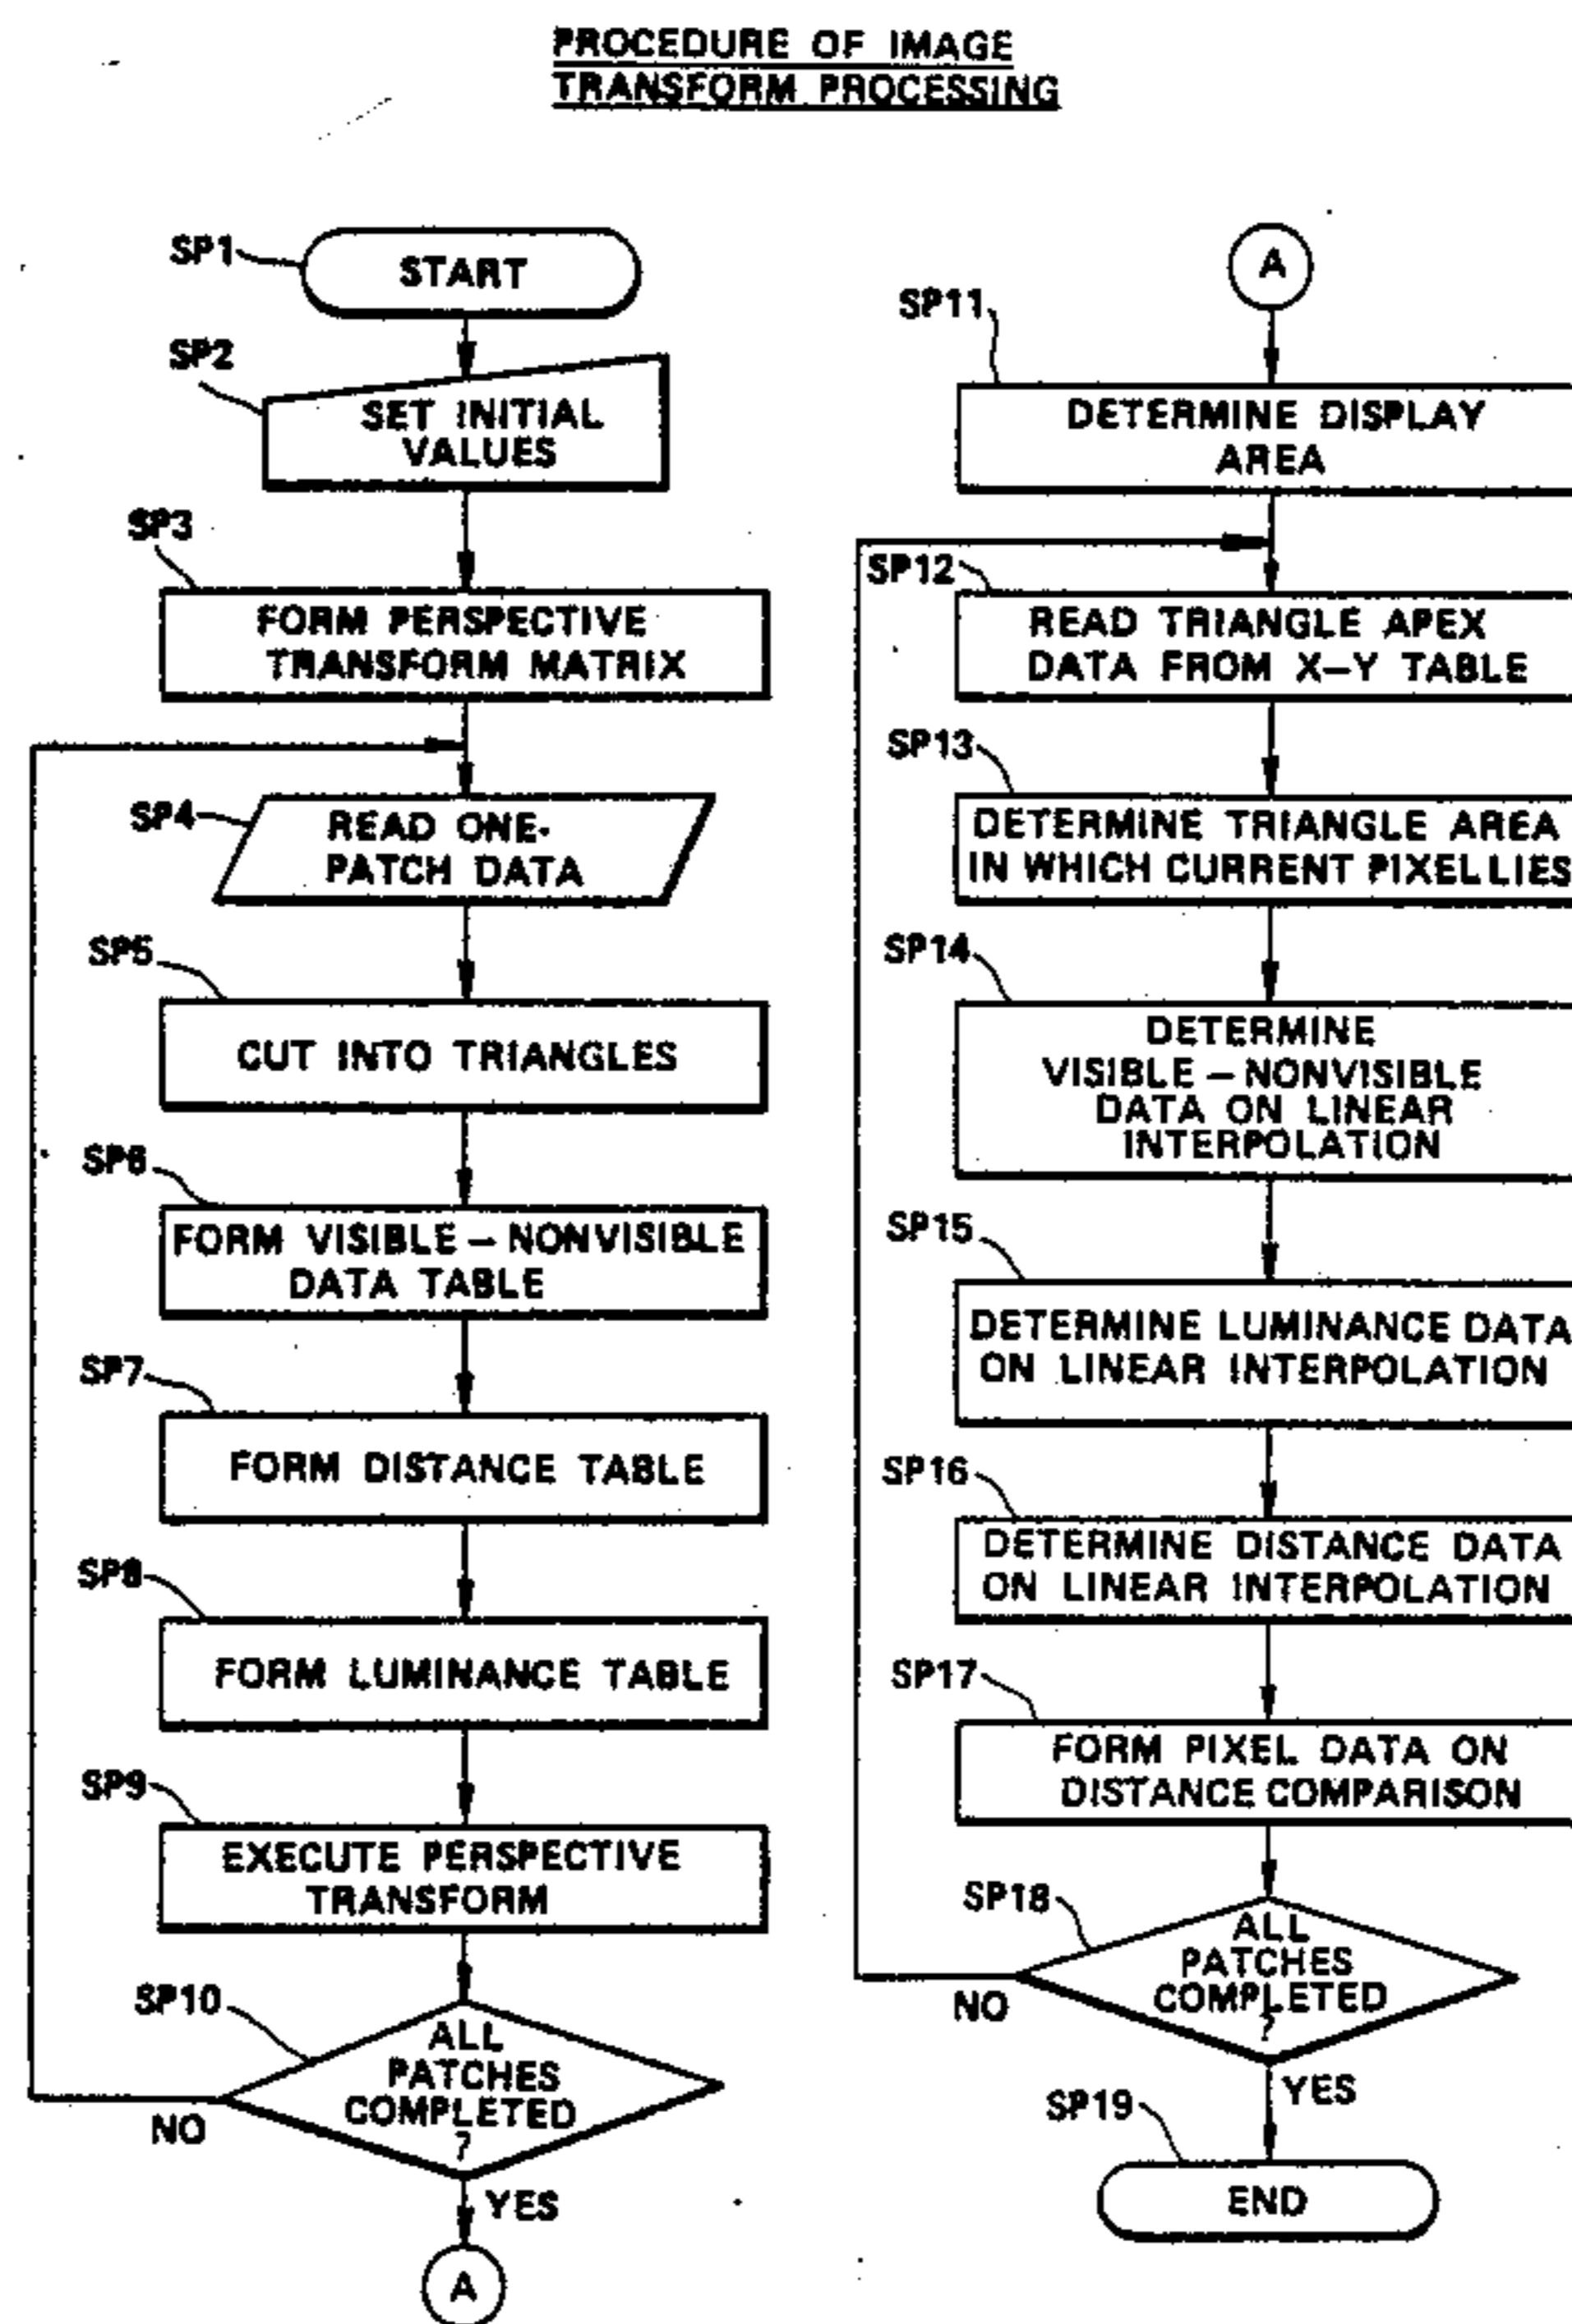 PROCEDURE OF IMAGE
TRANSFORM PROCESSING
SP1
START
SP2
SET INITIAL
VALUES
SP3
FORM PERSPECTIVE
TRANSFORM MATRIX
SP4
READ ONE-
PATCH DATA
SP5
CUT INTO TRIANGLES
SP6
FORM VISIBLE – NONVISIBLE
DATA TABLE
SP7
FORM DISTANCE TABLE
SP8
FORM LUMINANCE TABLE
SP9
EXECUTE PERSPECTIVE
TRANSFORM
SP10
ALL
PATCHES
COMPLETED
?
NO
YES
A
A
SP11
DETERMINE DISPLAY
AREA
SP12
READ TRIANGLE APEX
DATA FROM X–Y TABLE
SP13
DETERMINE TRIANGLE AREA
IN WHICH CURRENT PIXEL LIES
SP14
DETERMINE
VISIBLE – NONVISIBLE
DATA ON LINEAR
INTERPOLATION
SP15
DETERMINE LUMINANCE DATA
ON LINEAR INTERPOLATION
SP16
DETERMINE DISTANCE DATA
ON LINEAR INTERPOLATION
SP17
FORM PIXEL DATA ON
DISTANCE COMPARISON
SP18
ALL
PATCHES
COMPLETED
?
NO
YES
SP19
END